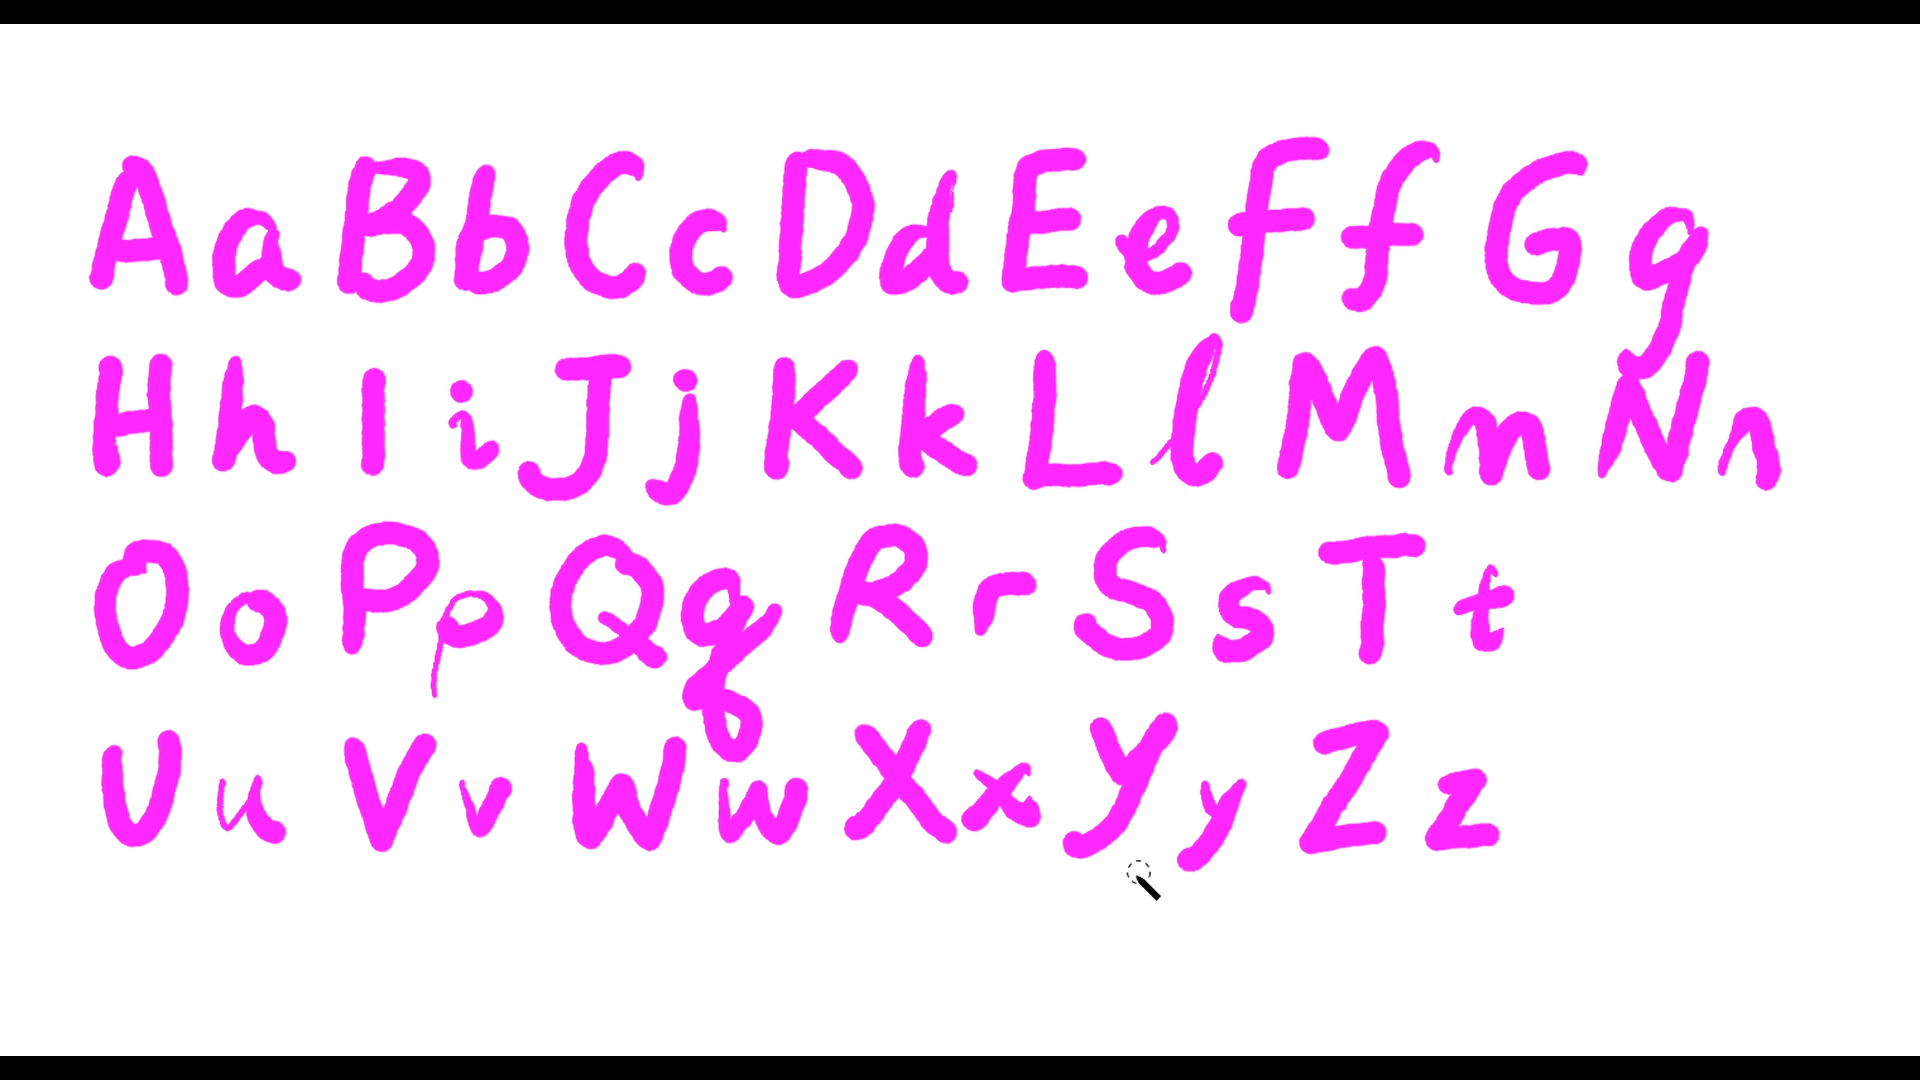 Aa Bb Cc Dd Ee Ff Gg
Hh Ii Jj Kk Ll Mm Nn
Oo Pp Qq Rr Ss Tt
Uu Vv Ww Xx Yy Zz